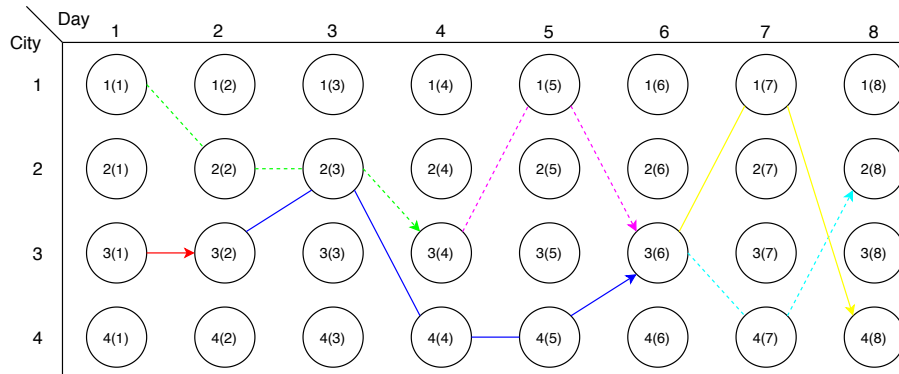 Day
City
1 2 3 4 5 6 7 8
1 1(1) 1(2) 1(3) 1(4) 1(5) 1(6) 1(7) 1(8)
2 2(1) 2(2) 2(3) 2(4) 2(5) 2(6) 2(7) 2(8)
3 3(1) 3(2) 3(3) 3(4) 3(5) 3(6) 3(7) 3(8)
4 4(1) 4(2) 4(3) 4(4) 4(5) 4(6) 4(7) 4(8)